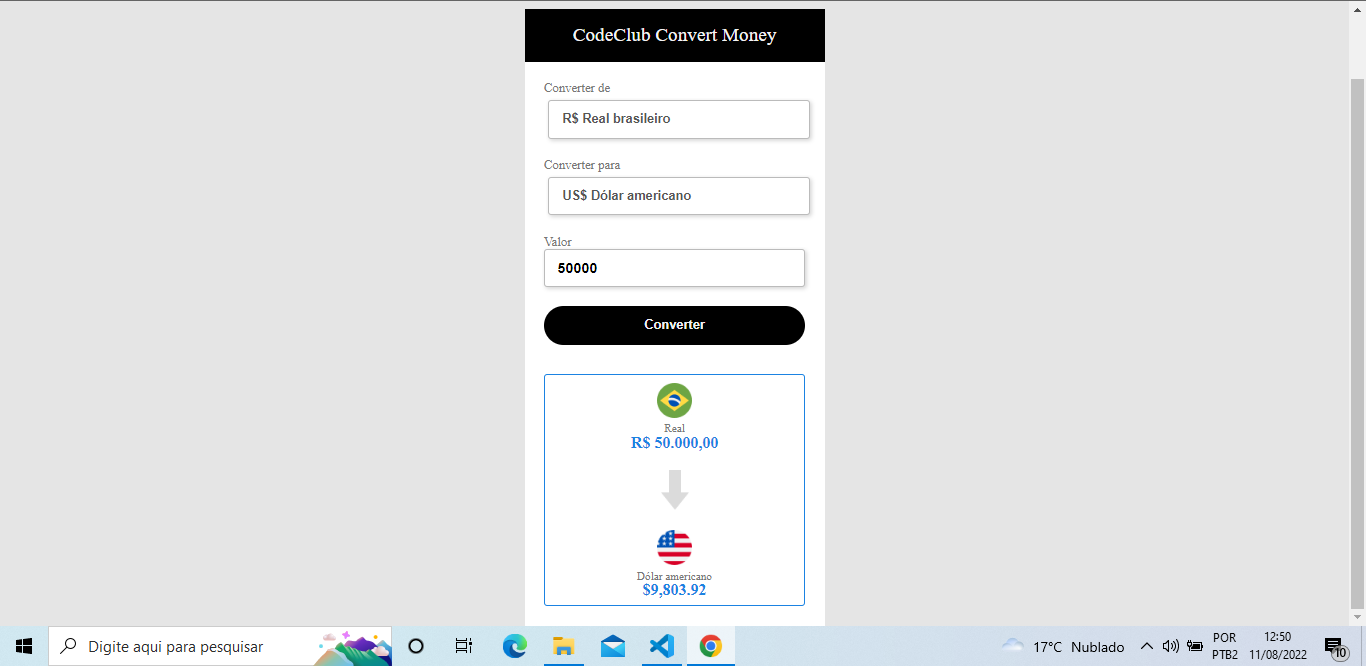 CodeClub Convert Money
Converter de
R$ Real brasileiro
Converter para
US$ Dólar americano
Valor
50000
Converter
Real
R$ 50.000,00
Dólar americano
$9,803.92
Digite aqui para pesquisar
17°C Nublado
POR
PTB2
12:50
11/08/2022
10